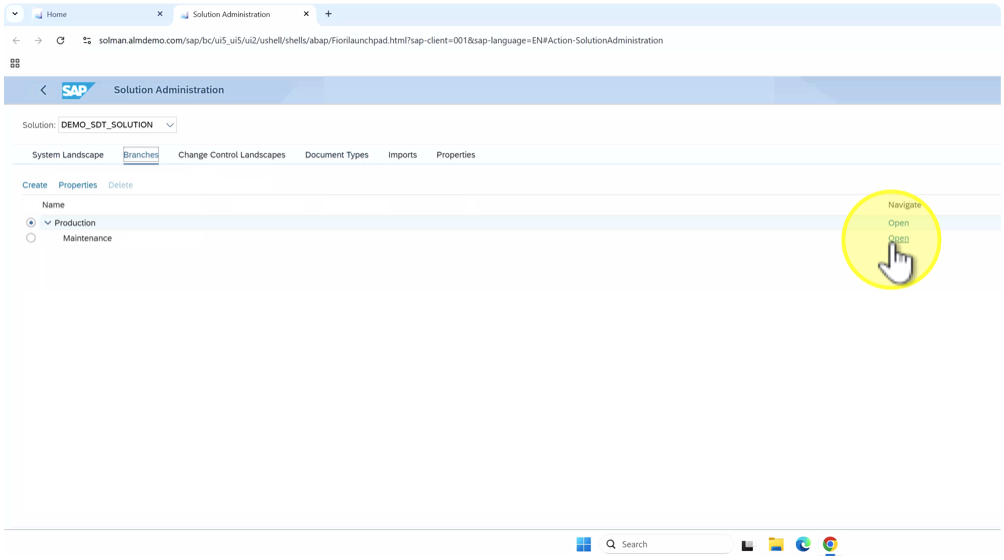 Home
Solution Administration
solman.almdemo.com/sap/bc/ui5_ui5/ui2/ushell/shells/abap/Fiorilaunchpad.html?sap-client=001&sap-language=EN#Action-SolutionAdministration
SAP Solution Administration
Solution: DEMO_SDT_SOLUTION
System Landscape Branches Change Control Landscapes Document Types Imports Properties
Create Properties Delete
Name Navigate
Production Open
Maintenance Open
Search